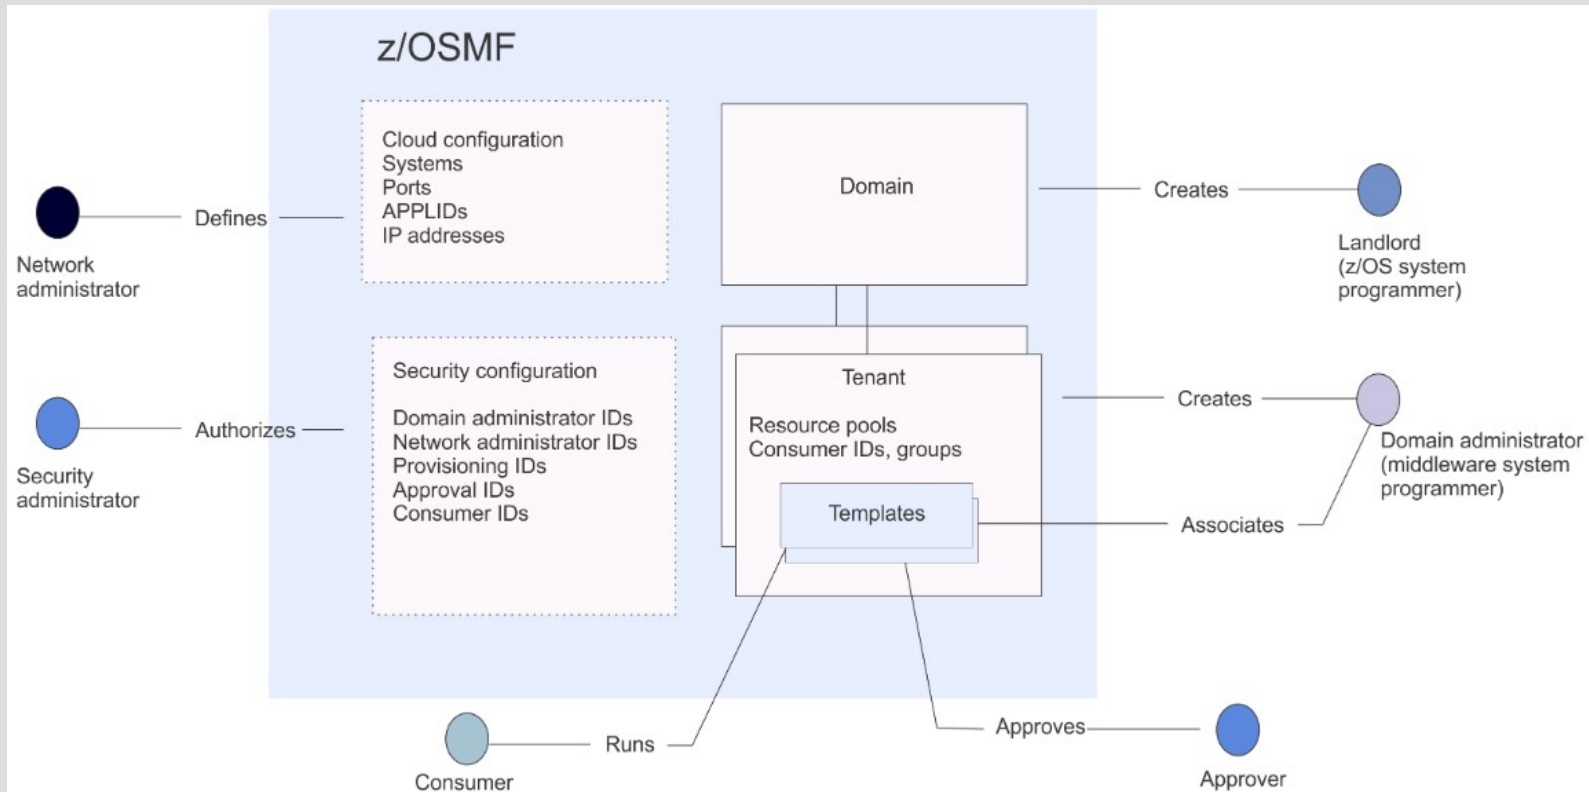 z/OSMF
Cloud configuration
Systems
Ports
APPLIDs
IP addresses
Domain
Creates
Landlord
(z/OS system
programmer)
Defines
Network
administrator
Security configuration
Domain administrator IDs
Network administrator IDs
Provisioning IDs
Approval IDs
Consumer IDs
Authorizes
Security
administrator
Tenant
Resource pools
Consumer IDs, groups
Templates
Creates
Domain administrator
(middleware system
programmer)
Associates
Runs
Consumer
Approves
Approver